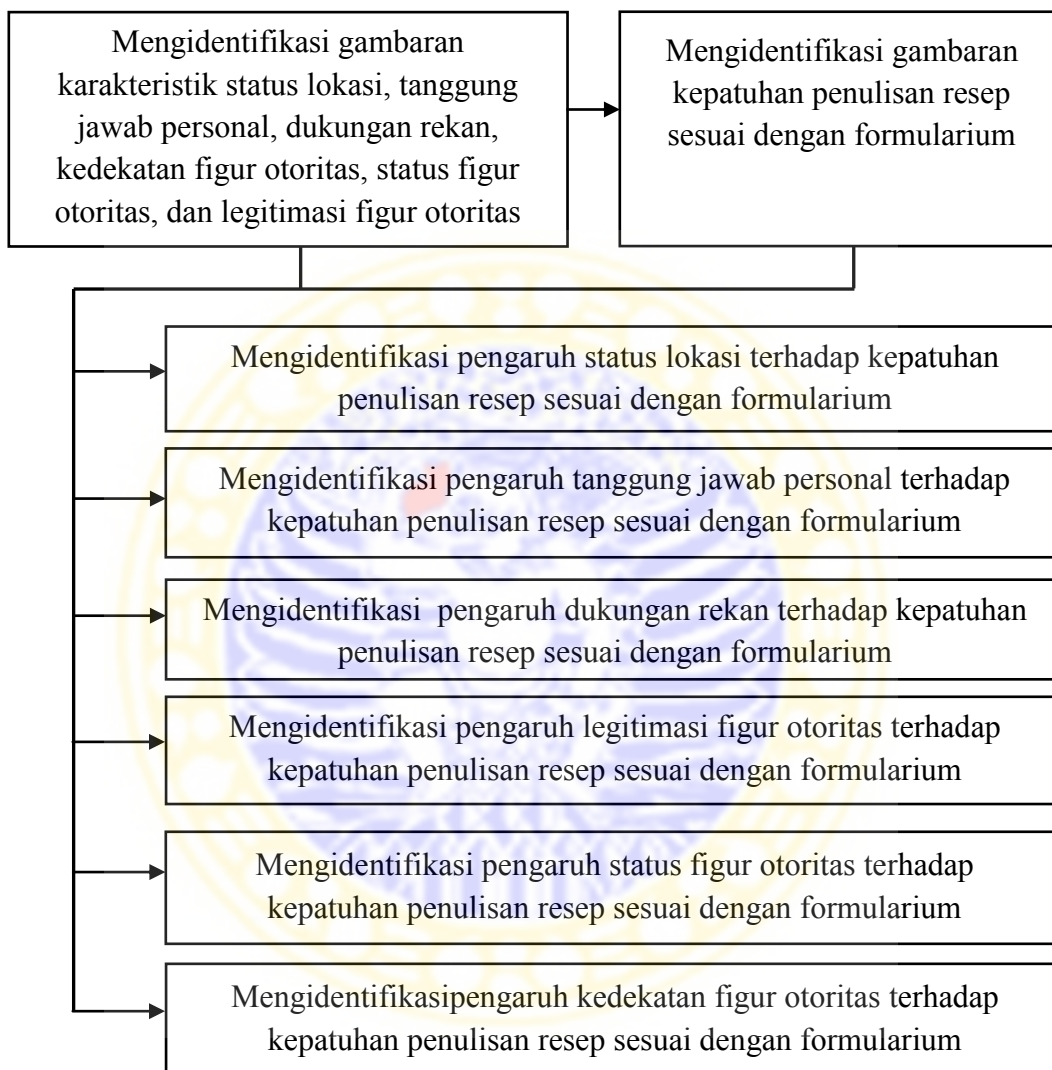 Mengidentifikasi gambaran
karakteristik status lokasi, tanggung
jawab personal, dukungan rekan,
kedekatan figur otoritas, status figur
otoritas, dan legitimasi figur otoritas
Mengidentifikasi gambaran
kepatuhan penulisan resep
sesuai dengan formularium
Mengidentifikasi pengaruh status lokasi terhadap kepatuhan
penulisan resep sesuai dengan formularium
Mengidentifikasi pengaruh tanggung jawab personal terhadap
kepatuhan penulisan resep sesuai dengan formularium
Mengidentifikasi  pengaruh dukungan rekan terhadap kepatuhan
penulisan resep sesuai dengan formularium
Mengidentifikasi pengaruh legitimasi figur otoritas terhadap
kepatuhan penulisan resep sesuai dengan formularium
Mengidentifikasi pengaruh status figur otoritas terhadap
kepatuhan penulisan resep sesuai dengan formularium
Mengidentifikasipengaruh kedekatan figur otoritas terhadap
kepatuhan penulisan resep sesuai dengan formularium